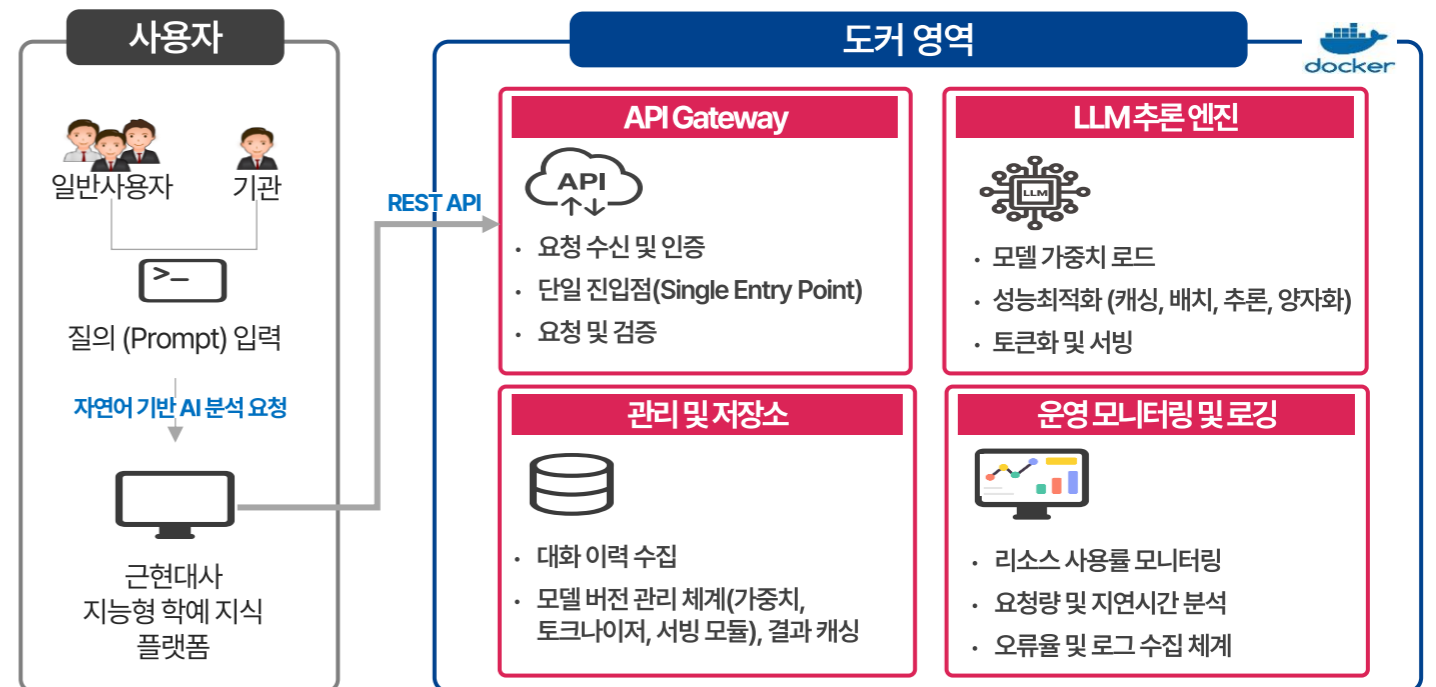 사용자
일반사용자
기관
>_
질의 (Prompt) 입력
자연어 기반 AI 분석 요청
근현대사
지능형 학예 지식
플랫폼
REST API
도커 영역
docker
API Gateway
API
· 요청 수신 및 인증
· 단일 진입점(Single Entry Point)
· 요청 및 검증
LLM 추론 엔진
LLM
· 모델 가중치 로드
· 성능최적화 (캐싱, 배치, 추론, 양자화)
· 토큰화 및 서빙
관리 및 저장소
· 대화 이력 수집
· 모델 버전 관리 체계(가중치,
토크나이저, 서빙 모듈), 결과 캐싱
운영 모니터링 및 로깅
· 리소스 사용률 모니터링
· 요청량 및 지연시간 분석
· 오류율 및 로그 수집 체계